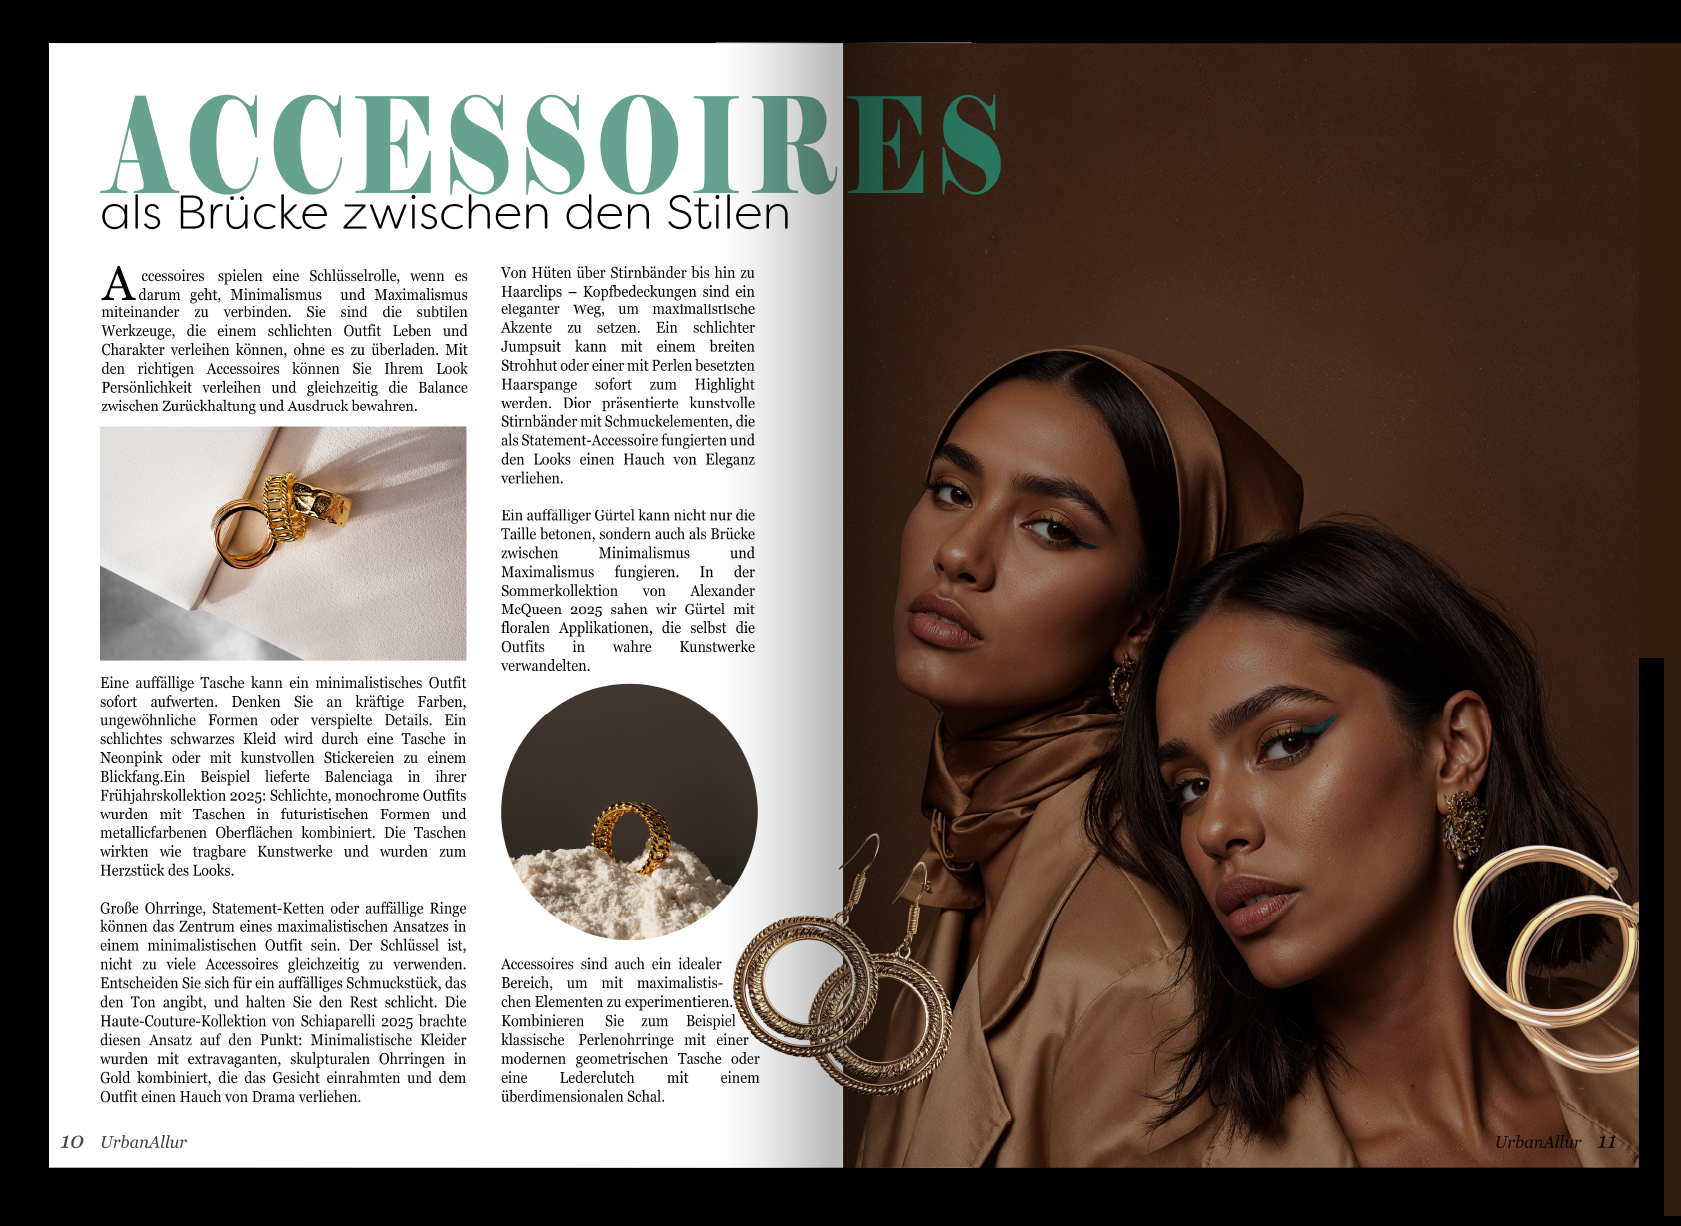 ACCESSOIRES
als Brücke zwischen den Stilen
Accessoires spielen eine Schlüsselrolle, wenn es
darum geht, Minimalismus und Maximalismus
miteinander zu verbinden. Sie sind die subtilen
Werkzeuge, die einem schlichten Outfit Leben und
Charakter verleihen können, ohne es zu überladen. Mit
den richtigen Accessoires können Sie Ihrem Look
Persönlichkeit verleihen und gleichzeitig die Balance
zwischen Zurückhaltung und Ausdruck bewahren.
Eine auffällige Tasche kann ein minimalistisches Outfit
sofort aufwerten. Denken Sie an kräftige Farben,
ungewöhnliche Formen oder verspielte Details. Ein
schlichtes schwarzes Kleid wird durch eine Tasche in
Neonpink oder mit kunstvollen Stickereien zu einem
Blickfang.Ein Beispiel lieferte Balenciaga in ihrer
Frühjahrskollektion 2025: Schlichte, monochrome Outfits
wurden mit Taschen in futuristischen Formen und
metallicfarbenen Oberflächen kombiniert. Die Taschen
wirkten wie tragbare Kunstwerke und wurden zum
Herzstück des Looks.
Große Ohrringe, Statement-Ketten oder auffällige Ringe
können das Zentrum eines maximalistischen Ansatzes in
einem minimalistischen Outfit sein. Der Schlüssel ist,
nicht zu viele Accessoires gleichzeitig zu verwenden.
Entscheiden Sie sich für ein auffälliges Schmuckstück, das
den Ton angibt, und halten Sie den Rest schlicht. Die
Haute-Couture-Kollektion von Schiaparelli 2025 brachte
diesen Ansatz auf den Punkt: Minimalistische Kleider
wurden mit extravaganten, skulpturalen Ohrringen in
Gold kombiniert, die das Gesicht einrahmten und dem
Outfit einen Hauch von Drama verliehen.
Von Hüten über Stirnbänder bis hin zu
Haarclips – Kopfbedeckungen sind ein
eleganter Weg, um maximalistische
Akzente zu setzen. Ein schlichter
Jumpsuit kann mit einem breiten
Strohhut oder einer mit Perlen besetzten
Haarspange sofort zum Highlight
werden. Dior präsentierte kunstvolle
Stirnbänder mit Schmuckelementen, die
als Statement-Accessoire fungierten und
den Looks einen Hauch von Eleganz
verliehen.
Ein auffälliger Gürtel kann nicht nur die
Taille betonen, sondern auch als Brücke
zwischen Minimalismus und
Maximalismus fungieren. In der
Sommerkollektion von Alexander
McQueen 2025 sahen wir Gürtel mit
floralen Applikationen, die selbst die
Outfits in wahre Kunstwerke
verwandelten.
Accessoires sind auch ein idealer
Bereich, um mit maximalistis-
chen Elementen zu experimentieren.
Kombinieren Sie zum Beispiel
klassische Perlenohrringe mit einer
modernen geometrischen Tasche oder
eine Lederclutch mit einem
überdimensionalen Schal.
10 UrbanAllur
UrbanAllur 11